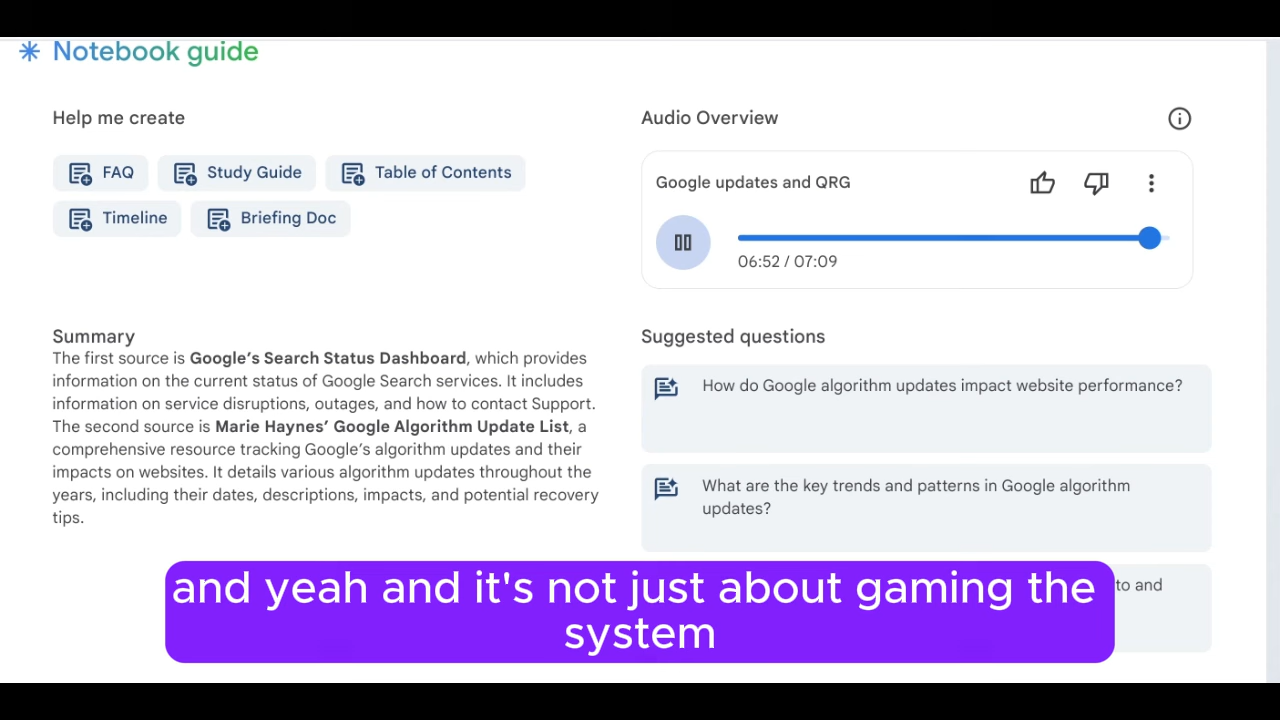 Notebook guide
Help me create
FAQ
Study Guide
Table of Contents
Timeline
Briefing Doc
Audio Overview
Google updates and QRG
06:52 / 07:09
Summary
The first source is Google's Search Status Dashboard, which provides
information on the current status of Google Search services. It includes
information on service disruptions, outages, and how to contact Support.
The second source is Marie Haynes' Google Algorithm Update List, a
comprehensive resource tracking Google's algorithm updates and their
impacts on websites. It details various algorithm updates throughout the
years, including their dates, descriptions, impacts, and potential recovery
tips.
Suggested questions
How do Google algorithm updates impact website performance?
What are the key trends and patterns in Google algorithm
updates?
to and
and yeah and it's not just about gaming the
system